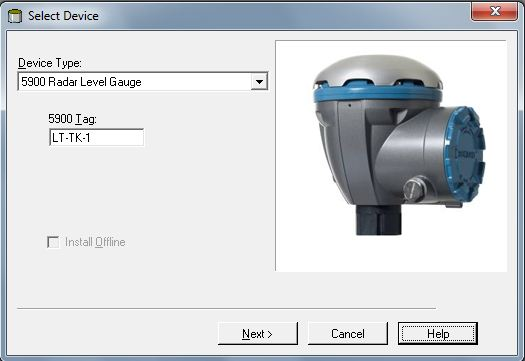 Select Device
Device Type:
5900 Radar Level Gauge
5900 Tag:
LT-TK-1
Install Offline
Next >
Cancel
Help